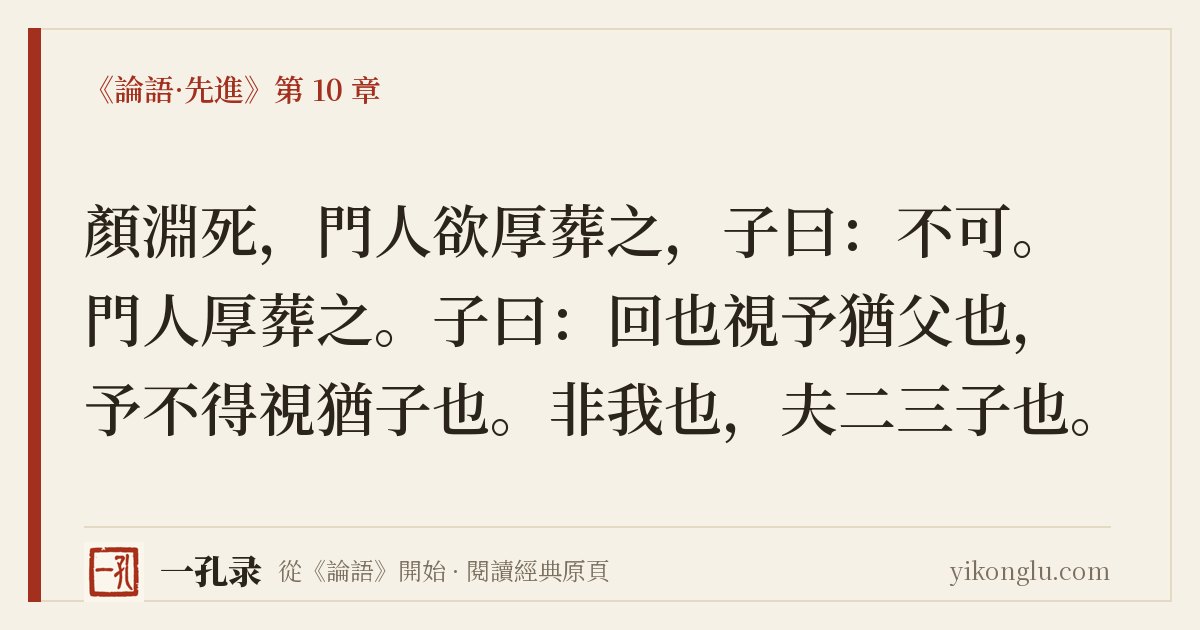 《論語·先進》第 10 章
顏淵死，門人欲厚葬之，子曰：不可。
門人厚葬之。子曰：回也視予猶父也，
予不得視猶子也。非我也，夫二三子也。
一孔
一孔录 從《論語》開始 · 閱讀經典原頁 yikonglu.com